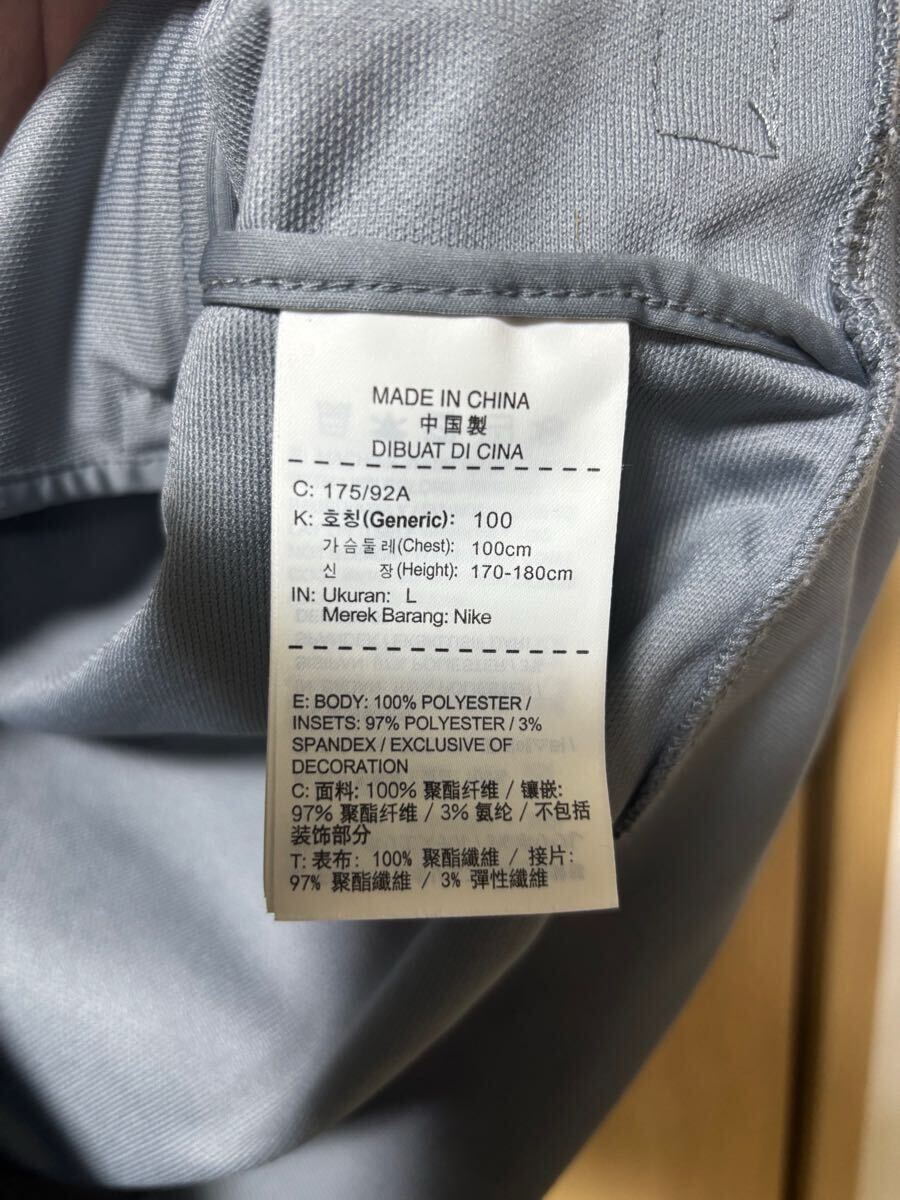 MADE IN CHINA
中国製
DIBUAT DI CINA
C: 175/92A
K: 호칭(Generic): 100
가슴둘레(Chest): 100cm
신 장(Height): 170-180cm
IN: Ukuran: L
Merek Barang: Nike
E: BODY: 100% POLYESTER /
INSETS: 97% POLYESTER / 3%
SPANDEX / EXCLUSIVE OF
DECORATION
C: 面料: 100% 聚酯纤维 / 镶嵌:
97% 聚酯纤维 / 3% 氨纶 / 不包括
装饰部分
T: 表布: 100% 聚酯纖維 / 接片:
97% 聚酯纖維 / 3% 彈性纖維